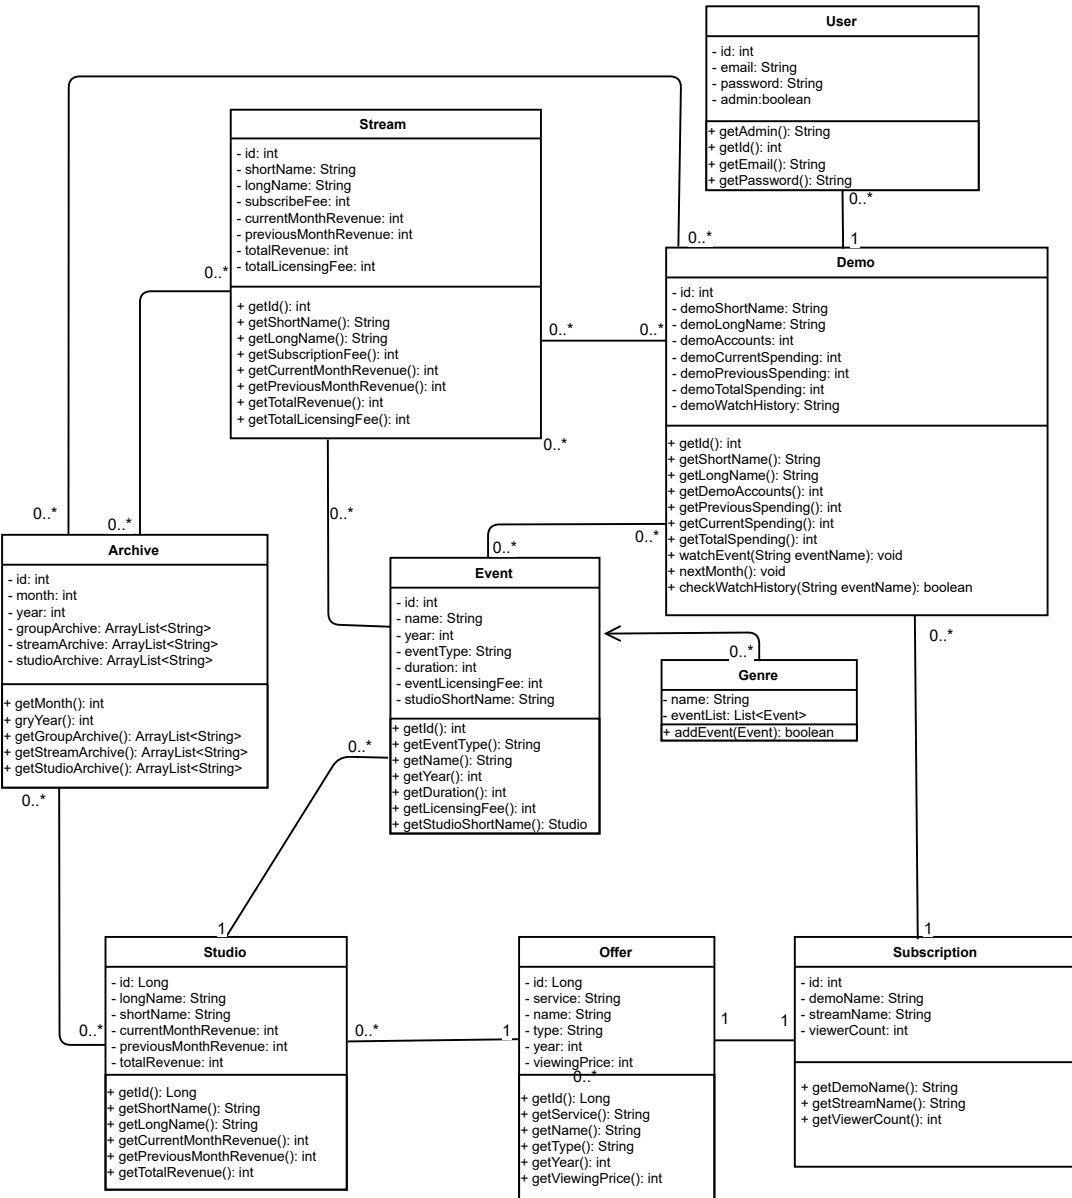 User
- id: int
- email: String
- password: String
- admin:boolean
+ getAdmin(): String
+ getId(): int
+ getEmail(): String
+ getPassword(): String
0..*
1
Stream
- id: int
- shortName: String
- longName: String
- subscribeFee: int
- currentMonthRevenue: int
- previousMonthRevenue: int
- totalRevenue: int
- totalLicensingFee: int
+ getId(): int
+ getShortName(): String
+ getLongName(): String
+ getSubscriptionFee(): int
+ getCurrentMonthRevenue(): int
+ getPreviousMonthRevenue(): int
+ getTotalRevenue(): int
+ getTotalLicensingFee(): int
0..*
0..*
0..*
0..*
0..*
0..*
Demo
- id: int
- demoShortName: String
- demoLongName: String
- demoAccounts: int
- demoCurrentSpending: int
- demoPreviousSpending: int
- demoTotalSpending: int
- demoWatchHistory: String
+ getId(): int
+ getShortName(): String
+ getLongName(): String
+ getDemoAccounts(): int
+ getPreviousSpending(): int
+ getCurrentSpending(): int
+ getTotalSpending(): int
+ watchEvent(String eventName): void
+ nextMonth(): void
+ checkWatchHistory(String eventName): boolean
0..*
0..*
0..*
0..*
0..*
Archive
- id: int
- month: int
- year: int
- groupArchive: ArrayList<String>
- streamArchive: ArrayList<String>
- studioArchive: ArrayList<String>
+ getMonth(): int
+ gryYear(): int
+ getGroupArchive(): ArrayList<String>
+ getStreamArchive(): ArrayList<String>
+ getStudioArchive(): ArrayList<String>
0..*
Event
- id: int
- name: String
- year: int
- eventType: String
- duration: int
- eventLicensingFee: int
- studioShortName: String
+ getId(): int
+ getEventType(): String
+ getName(): String
+ getYear(): int
+ getDuration(): int
+ getLicensingFee(): int
+ getStudioShortName(): Studio
0..*
0..*
Genre
- name: String
- eventList: List<Event>
+ addEvent(Event): boolean
1
Studio
- id: Long
- longName: String
- shortName: String
- currentMonthRevenue: int
- previousMonthRevenue: int
- totalRevenue: int
+ getId(): Long
+ getShortName(): String
+ getLongName(): String
+ getCurrentMonthRevenue(): int
+ getPreviousMonthRevenue(): int
+ getTotalRevenue(): int
0..*
0..*
1
Offer
- id: Long
- service: String
- name: String
- type: String
- year: int
- viewingPrice: int
0..*
+ getId(): Long
+ getService(): String
+ getName(): String
+ getType(): String
+ getYear(): int
+ getViewingPrice(): int
1
1
1
Subscription
- id: int
- demoName: String
- streamName: String
- viewerCount: int
+ getDemoName(): String
+ getStreamName(): String
+ getViewerCount(): int